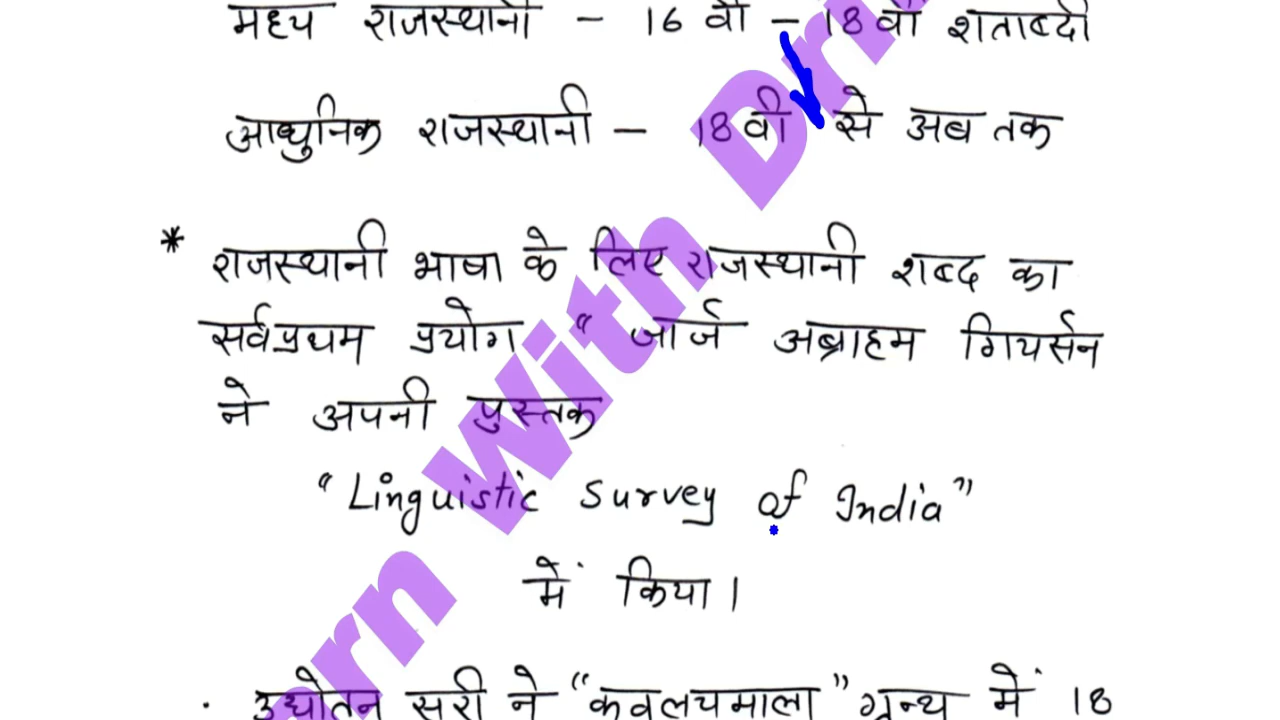 मध्य राजस्थानी - 16 वी - 18 वी शताब्दी
आधुनिक राजस्थानी - 18 वी से अब तक
* राजस्थानी भाषा के लिए राजस्थानी शब्द का
सर्वप्रथम प्रयोग " जार्ज अब्राहम गियर्सन
ने अपनी पुस्तक
"Linguistic Survey of India"
में किया।
. उद्योतन सूरी ने "कुवलयमाला" ग्रन्थ में 18